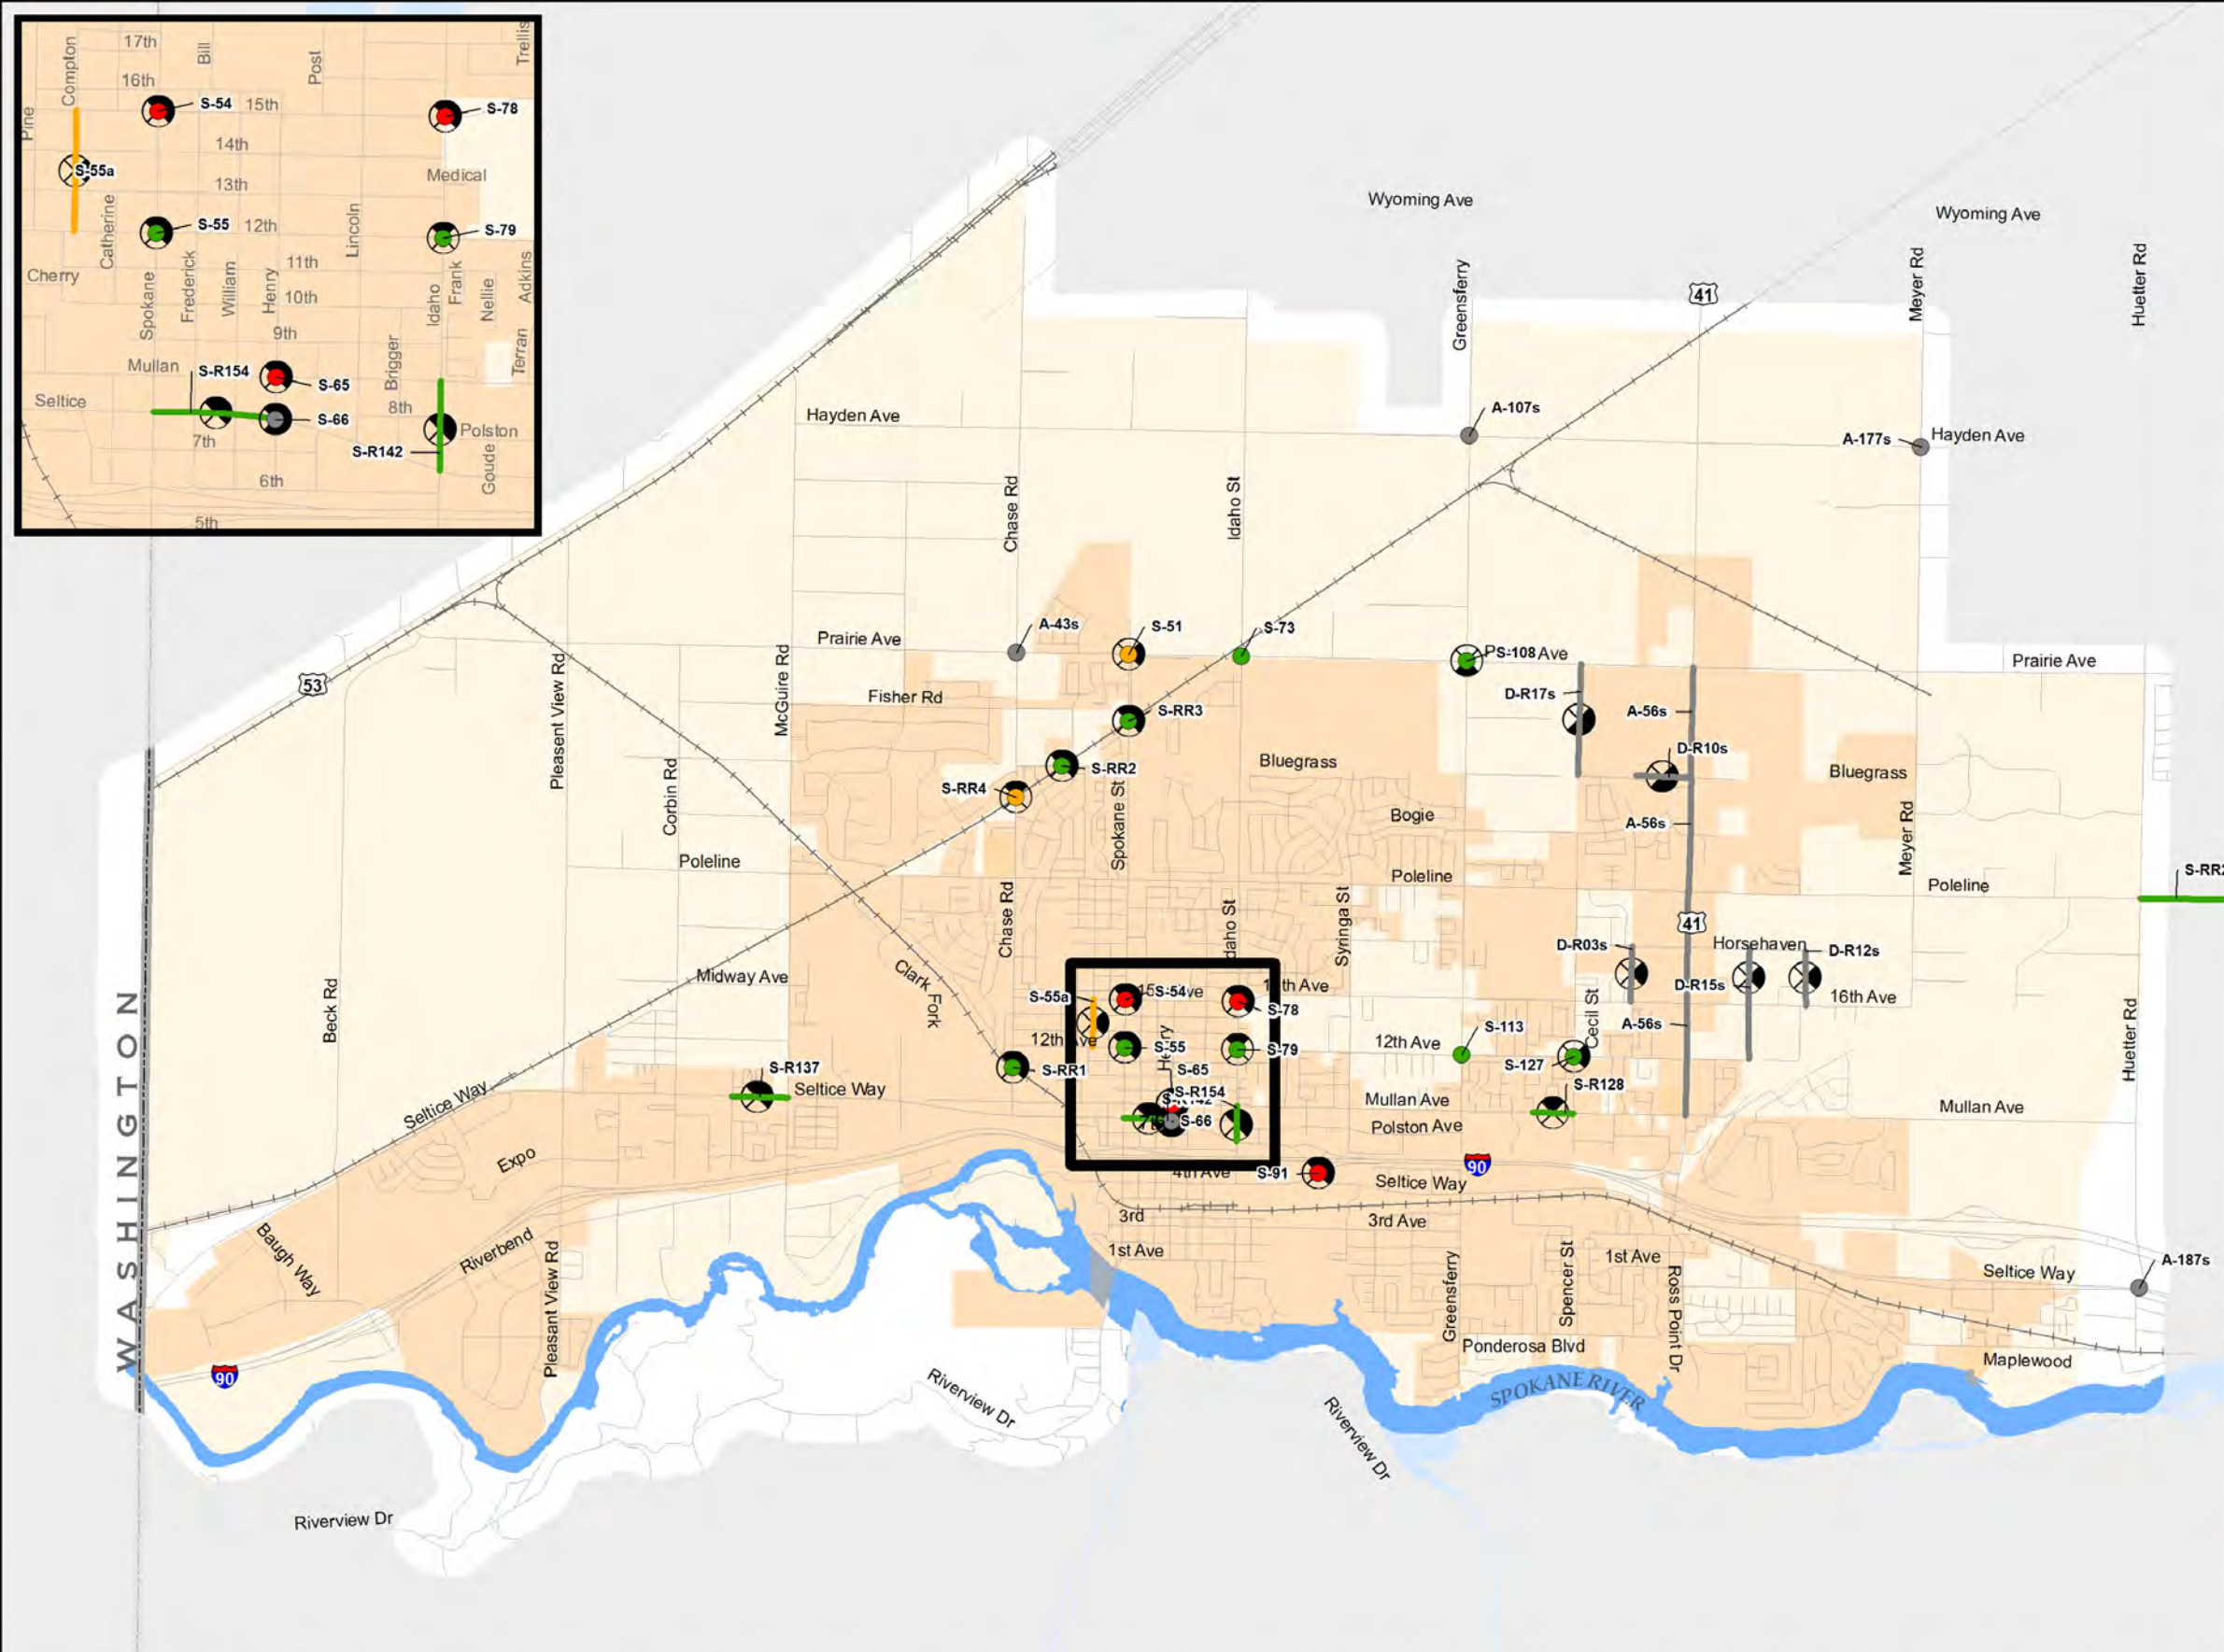 17th
Compton
Bill
Post
Trellis
16th
S-54
15th
S-78
Pine
14th
S-55a
13th
Medical
Catherine
S-55
12th
Lincoln
S-79
11th
Cherry
Spokane
Frederick
William
Henry
10th
Idaho
Frank
Nellie
Adkins
9th
Mullan
S-R154
S-65
Brigger
Terran
Seltice
8th
S-66
7th
Polston
S-R142
Goude
6th
5th
Wyoming Ave
Wyoming Ave
Greensferry
Meyer Rd
Huetter Rd
41
Hayden Ave
A-107s
A-177s
Hayden Ave
Chase Rd
Idaho St
Prairie Ave
A-43s
S-51
S-73
S-108
Ave
Prairie Ave
53
Pleasant View Rd
McGuire Rd
Fisher Rd
D-R17s
A-56s
S-RR3
D-R10s
S-RR2
Bluegrass
Bluegrass
S-RR4
Corbin Rd
Spokane St
Bogie
A-56s
Meyer Rd
Poleline
Poleline
Poleline
Chase Rd
Idaho St
Syringa St
41
D-R03s
Horsehaven
D-R12s
Midway Ave
Clark Fork
S-55a
S-54
S-78
D-R15s
16th Ave
Beck Rd
Cecil St
A-56s
Huetter Rd
12th Ave
S-55
Henry
S-79
12th Ave
S-113
S-127
S-RR1
S-65
S-R137
Seltice Way
Seltice Way
S-R154
S-R142
S-66
Mullan Ave
S-R128
Mullan Ave
Polston Ave
WASHINGTON
Expo
4th Ave
S-91
90
Seltice Way
3rd
3rd Ave
Baugh Way
Riverbend
Pleasant View Rd
1st Ave
Greensferry
Spencer St
1st Ave
Ross Point Dr
Seltice Way
A-187s
Ponderosa Blvd
Maplewood
90
Riverview Dr
SPOKANE RIVER
Riverview Dr
Riverview Dr